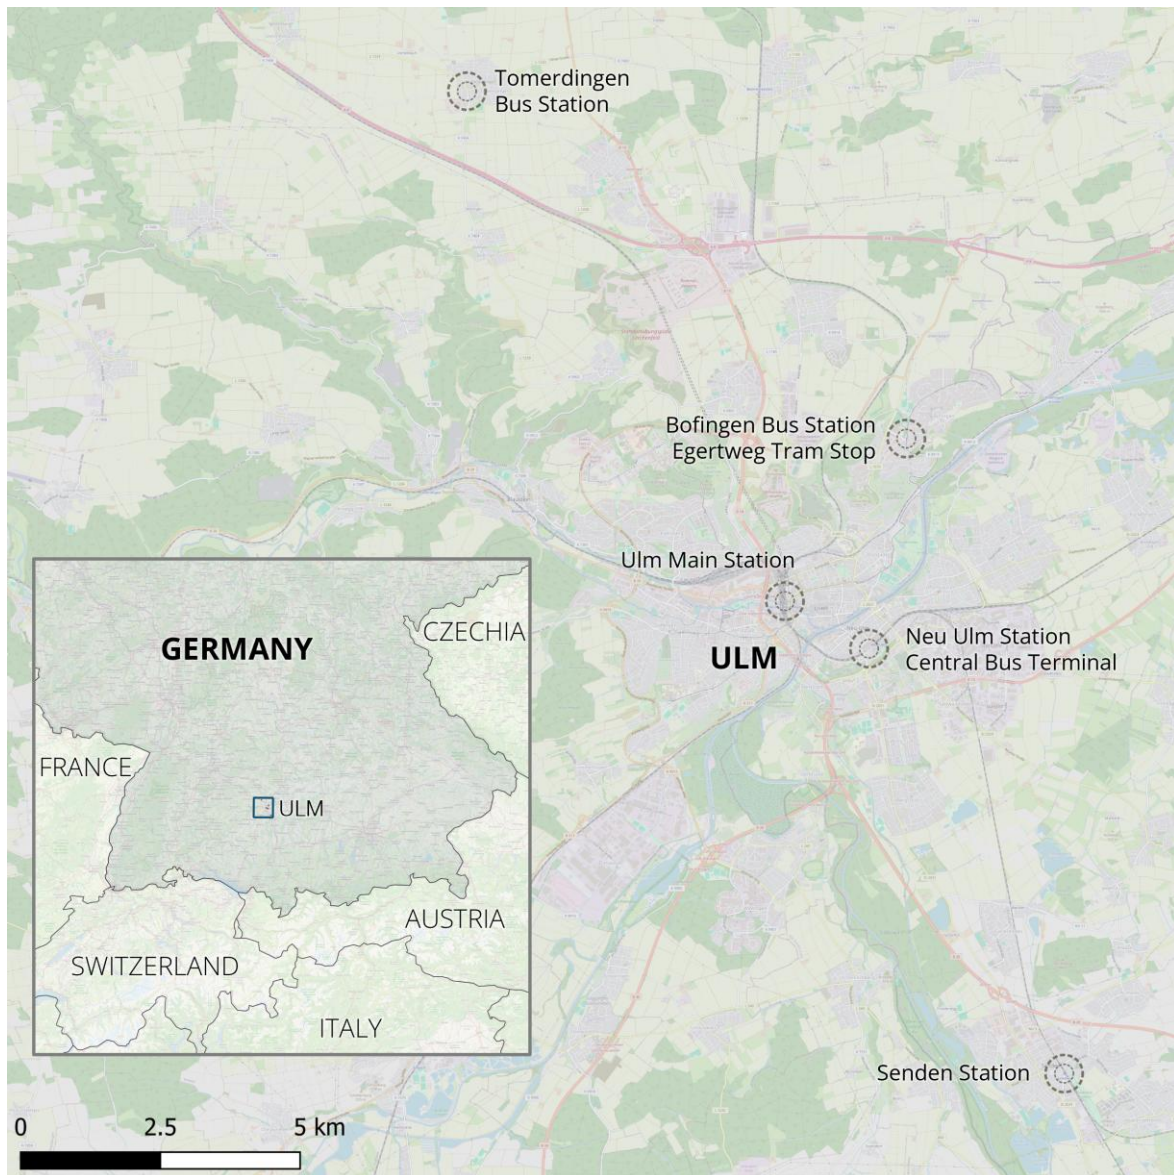 Tomerdingen
Bus Station
Bofingen Bus Station
Egertweg Tram Stop
Ulm Main Station
Neu Ulm Station
Central Bus Terminal
ULM
GERMANY
CZECHIA
FRANCE
ULM
AUSTRIA
SWITZERLAND
ITALY
Senden Station
0 2.5 5 km